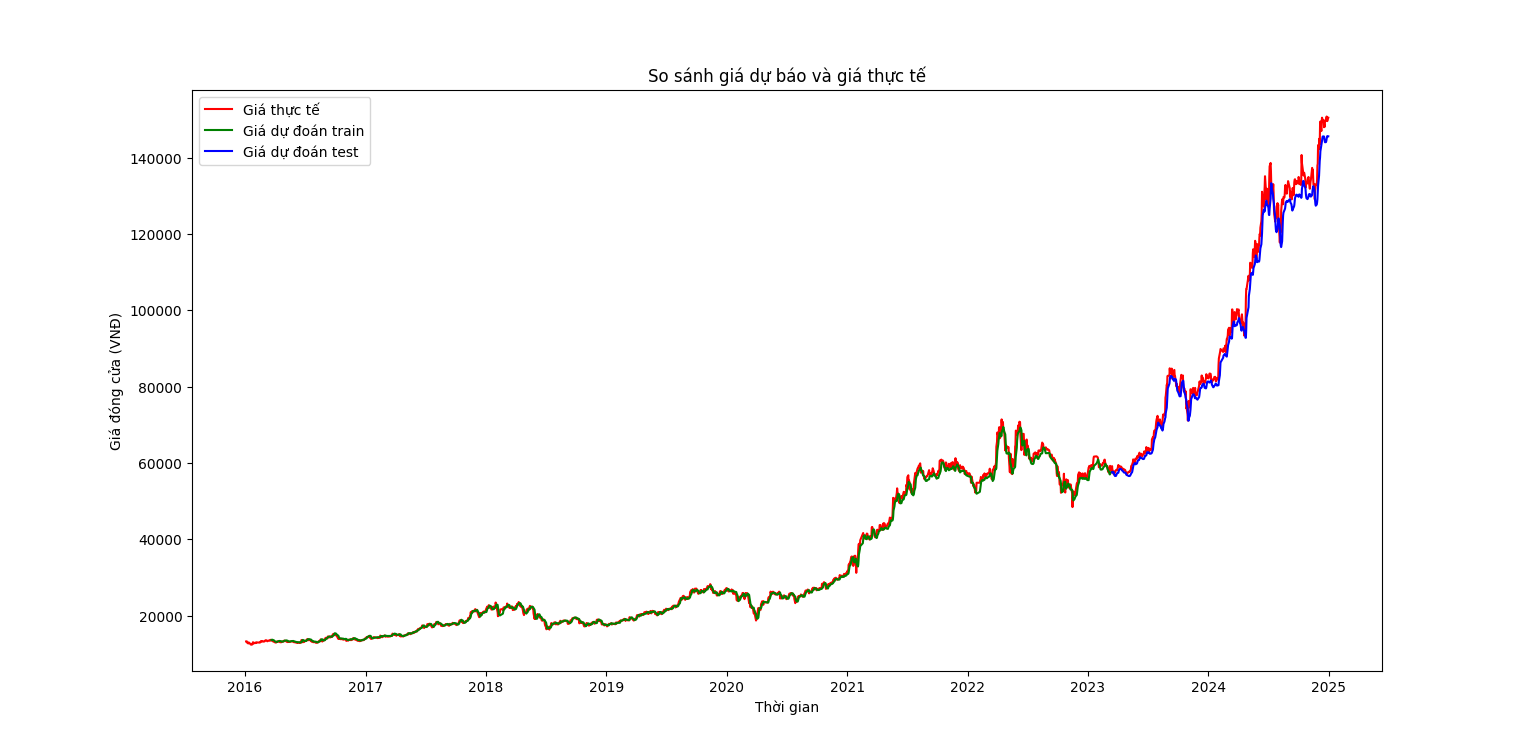 So sánh giá dự báo và giá thực tế
Giá thực tế
Giá dự đoán train
Giá dự đoán test
Giá đóng cửa (VNĐ)
140000
120000
100000
80000
60000
40000
20000
2016 2017 2018 2019 2020 2021 2022 2023 2024 2025
Thời gian